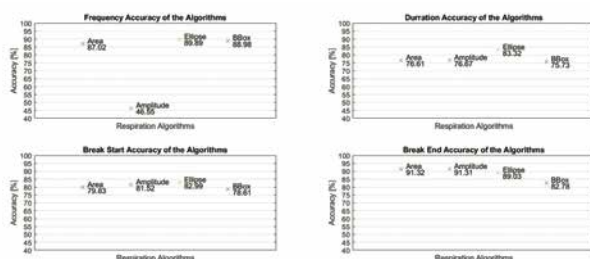 Frequency Accuracy of the Algorithms
Accuracy [%]
100
95
90
85
80
75
70
65
60
55
50
45
40
Area
87.02
Amplitude
46.55
Ellipse
89.89
BBox
88.98
Respiration Algorithms
Durration Accuracy of the Algorithms
Accuracy [%]
100
95
90
85
80
75
70
65
60
55
50
45
40
Area
76.61
Amplitude
76.67
Ellipse
83.32
BBox
75.73
Respiration Algorithms
Break Start Accuracy of the Algorithms
Accuracy [%]
100
95
90
85
80
75
70
65
60
55
50
45
40
Area
79.83
Amplitude
81.52
Ellipse
82.99
BBox
78.61
Respiration Algorithms
Break End Accuracy of the Algorithms
Accuracy [%]
100
95
90
85
80
75
70
65
60
55
50
45
40
Area
91.32
Amplitude
91.31
Ellipse
89.03
BBox
82.78
Respiration Algorithms